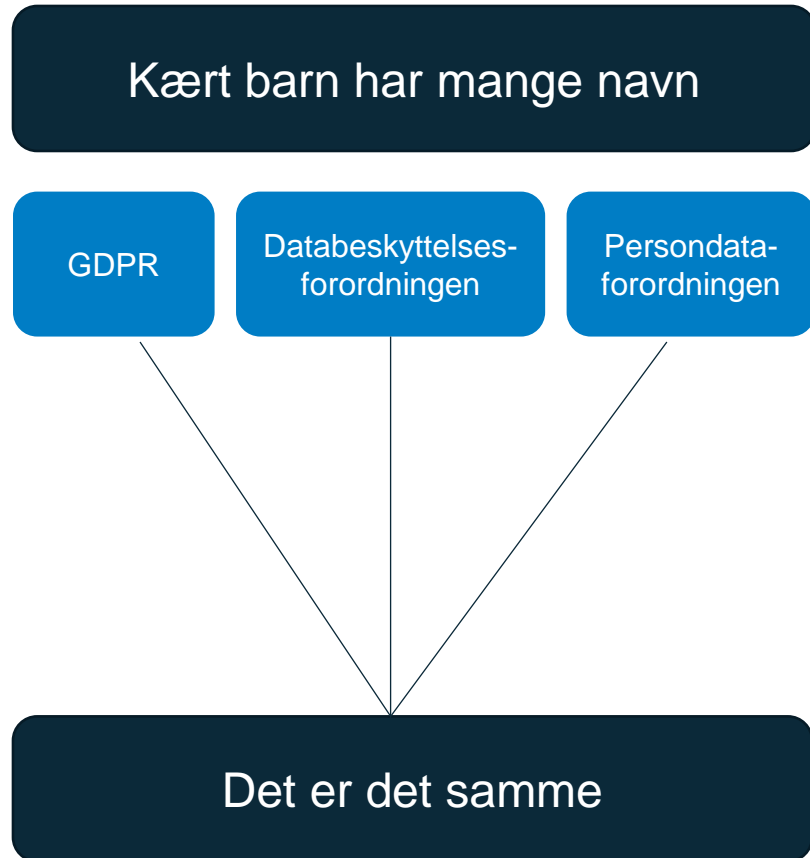 Kært barn har mange navn
GDPR
Databeskyttelses-
forordningen
Persondata-
forordningen
Det er det samme